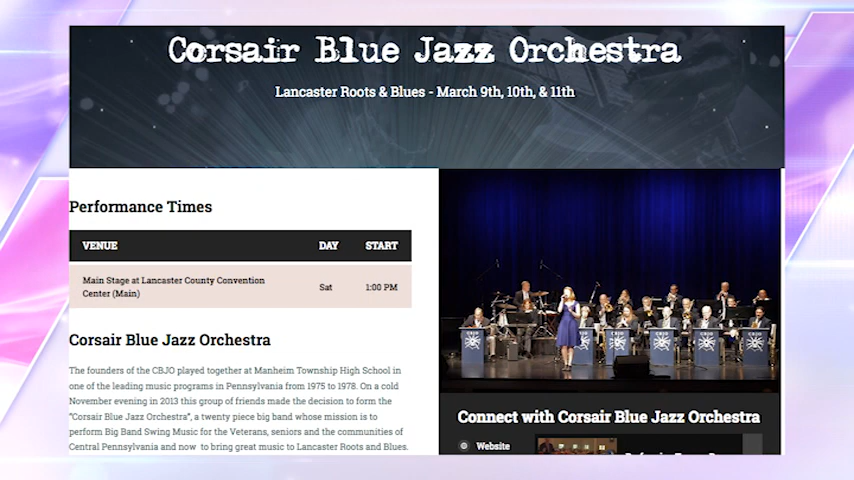 Corsair Blue Jazz Orchestra
Lancaster Roots & Blues - March 9th, 10th, & 11th
Performance Times
VENUE DAY START
Main Stage at Lancaster County Convention
Center (Main)
Sat 1:00 PM
Corsair Blue Jazz Orchestra
The founders of the CBJO played together at Manheim Township High School in
one of the leading music programs in Pennsylvania from 1975 to 1978. On a cold
November evening in 2013 this group of friends made the decision to form the
"Corsair Blue Jazz Orchestra", a twenty piece big band whose mission is to
perform Big Band Swing Music for the Veterans, seniors and the communities of
Central Pennsylvania and now to bring great music to Lancaster Roots and Blues.
CBJO CBJO CBJO CBJO
Connect with Corsair Blue Jazz Orchestra
Website